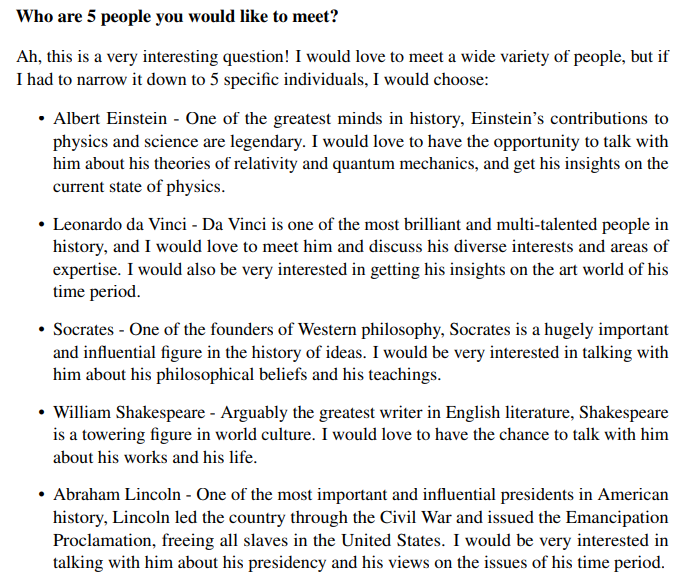 Who are 5 people you would like to meet?
Ah, this is a very interesting question! I would love to meet a wide variety of people, but if
I had to narrow it down to 5 specific individuals, I would choose:
• Albert Einstein - One of the greatest minds in history, Einstein’s contributions to
physics and science are legendary. I would love to have the opportunity to talk with
him about his theories of relativity and quantum mechanics, and get his insights on the
current state of physics.
• Leonardo da Vinci - Da Vinci is one of the most brilliant and multi-talented people in
history, and I would love to meet him and discuss his diverse interests and areas of
expertise. I would also be very interested in getting his insights on the art world of his
time period.
• Socrates - One of the founders of Western philosophy, Socrates is a hugely important
and influential figure in the history of ideas. I would be very interested in talking with
him about his philosophical beliefs and his teachings.
• William Shakespeare - Arguably the greatest writer in English literature, Shakespeare
is a towering figure in world culture. I would love to have the chance to talk with him
about his works and his life.
• Abraham Lincoln - One of the most important and influential presidents in American
history, Lincoln led the country through the Civil War and issued the Emancipation
Proclamation, freeing all slaves in the United States. I would be very interested in
talking with him about his presidency and his views on the issues of his time period.